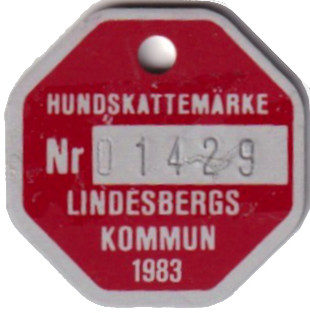 HUNDSKATTEMÄRKE
Nr 01429
LINDESBERGS
KOMMUN
1983